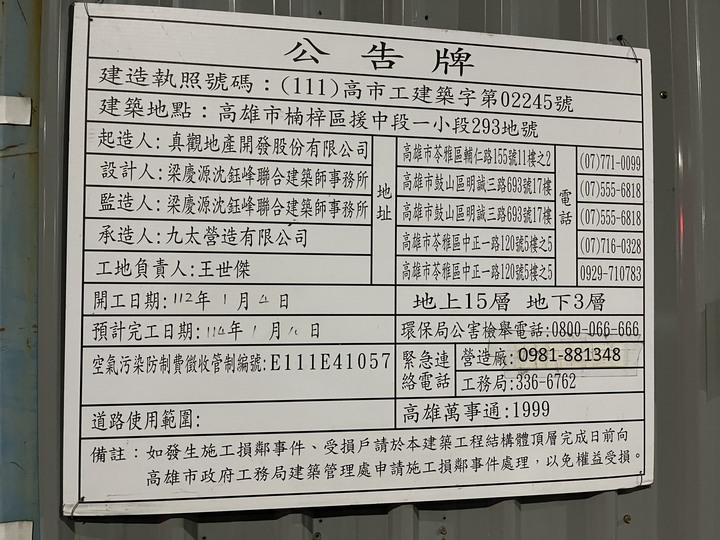 公告牌
建造執照號碼：(111)高市工建築字第02245號
建築地點：高雄市楠梓區援中段一小段293地號
起造人:真觀地產開發股份有限公司 地址 高雄市苓雅區輔仁路155號11樓之2 電話 (07)771-0099
設計人:梁慶源沈鈺峰聯合建築師事務所 高雄市鼓山區明誠三路693號17樓 (07)555-6818
監造人:梁慶源沈鈺峰聯合建築師事務所 高雄市鼓山區明誠三路693號17樓 (07)555-6818
承造人:九太營造有限公司 高雄市苓雅區中正一路120號5樓之5 (07)716-0328
工地負責人:王世傑 高雄市苓雅區中正一路120號5樓之5 0929-710783
開工日期:112年1月4日 地上15層 地下3層
預計完工日期:年1月日 環保局公害檢舉電話:0800-066-666
空氣污染防制費徵收管制編號:E111E41057 緊急連絡電話 營造廠:0981-881348
工務局:336-6762
道路使用範圍: 高雄萬事通:1999
備註：如發生施工損鄰事件、受損戶請於本建築工程結構體頂層完成日前向
高雄市政府工務局建築管理處申請施工損鄰事件處理，以免權益受損。